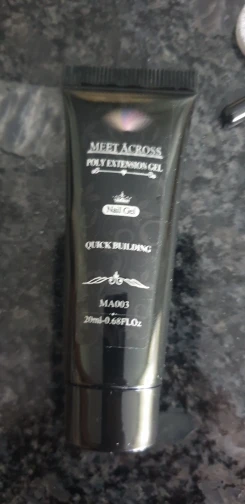 MEET ACROSS
POLY EXTENSION GEL
Nail Gel
QUICK BUILDING
MA003
20ml-0.68FLOz